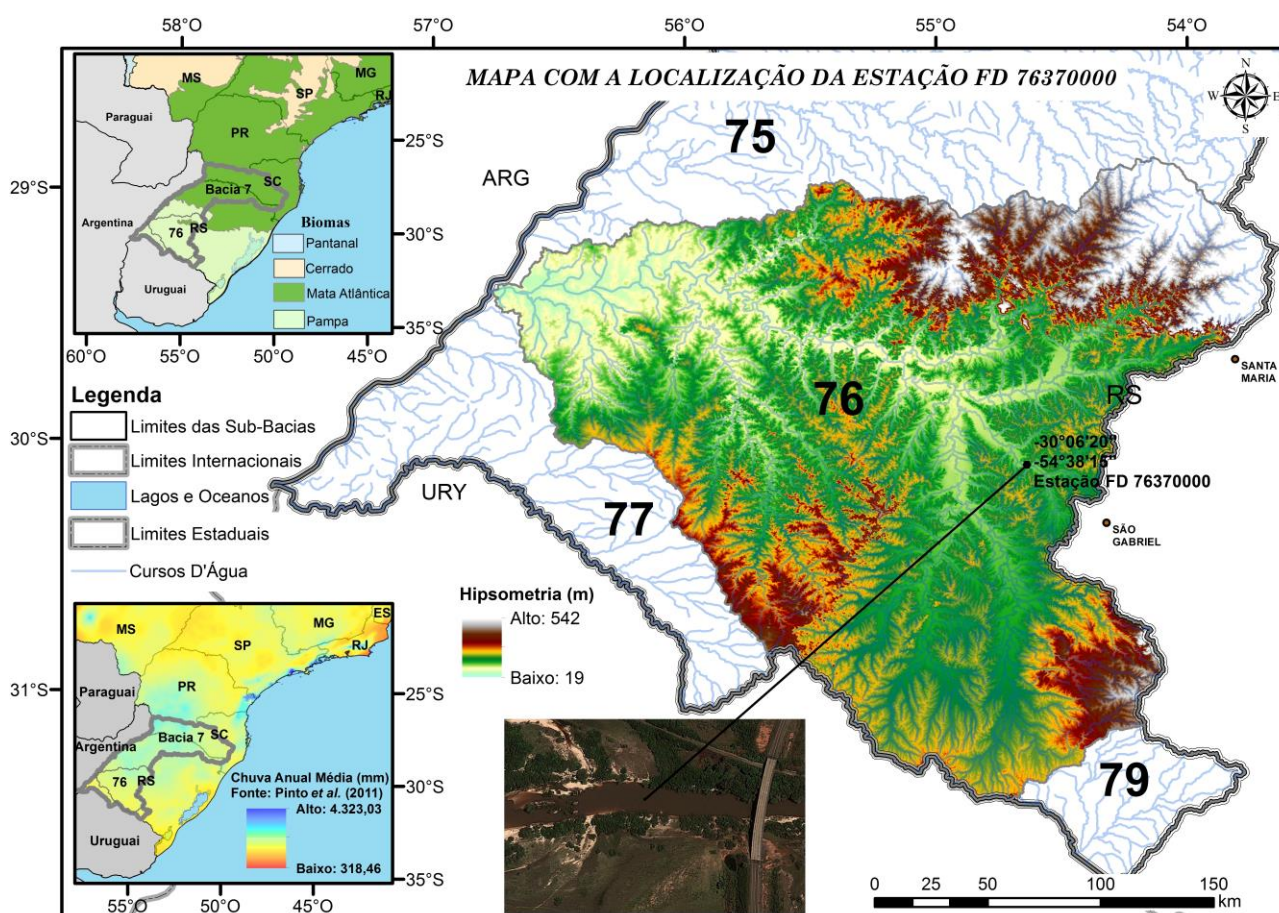 58°O 57°O 56°O 55°O 54°O
MAPA COM A LOCALIZAÇÃO DA ESTAÇÃO FD 76370000
N
W E
S
MS
MG
SP
RJ
Paraguai
PR
25°S
Bacia 7
SC
Argentina
76
RS
30°S
Uruguai
Biomas
Pantanal
Cerrado
Mata Atlântica
Pampa
35°S
60°O 55°O 50°O 45°O
29°S
30°S
31°S
ARG
75
76
RS
SANTA
MARIA
-30°06'20"
-54°38'15"
Estação FD 76370000
SÃO
GABRIEL
URY
77
79
Legenda
Limites das Sub-Bacias
Limites Internacionais
Lagos e Oceanos
Limites Estaduais
Cursos D'Água
Hipsometria (m)
Alto: 542
Baixo: 19
ES
MS
MG
SP
RJ
Paraguai
PR
25°S
Argentina
Bacia 7
SC
76
RS
30°S
Uruguai
Chuva Anual Média (mm)
Fonte: Pinto et al. (2011)
Alto: 4.323,03
Baixo: 318,46
35°S
55°O 50°O 45°O
0 25 50 100 150
km